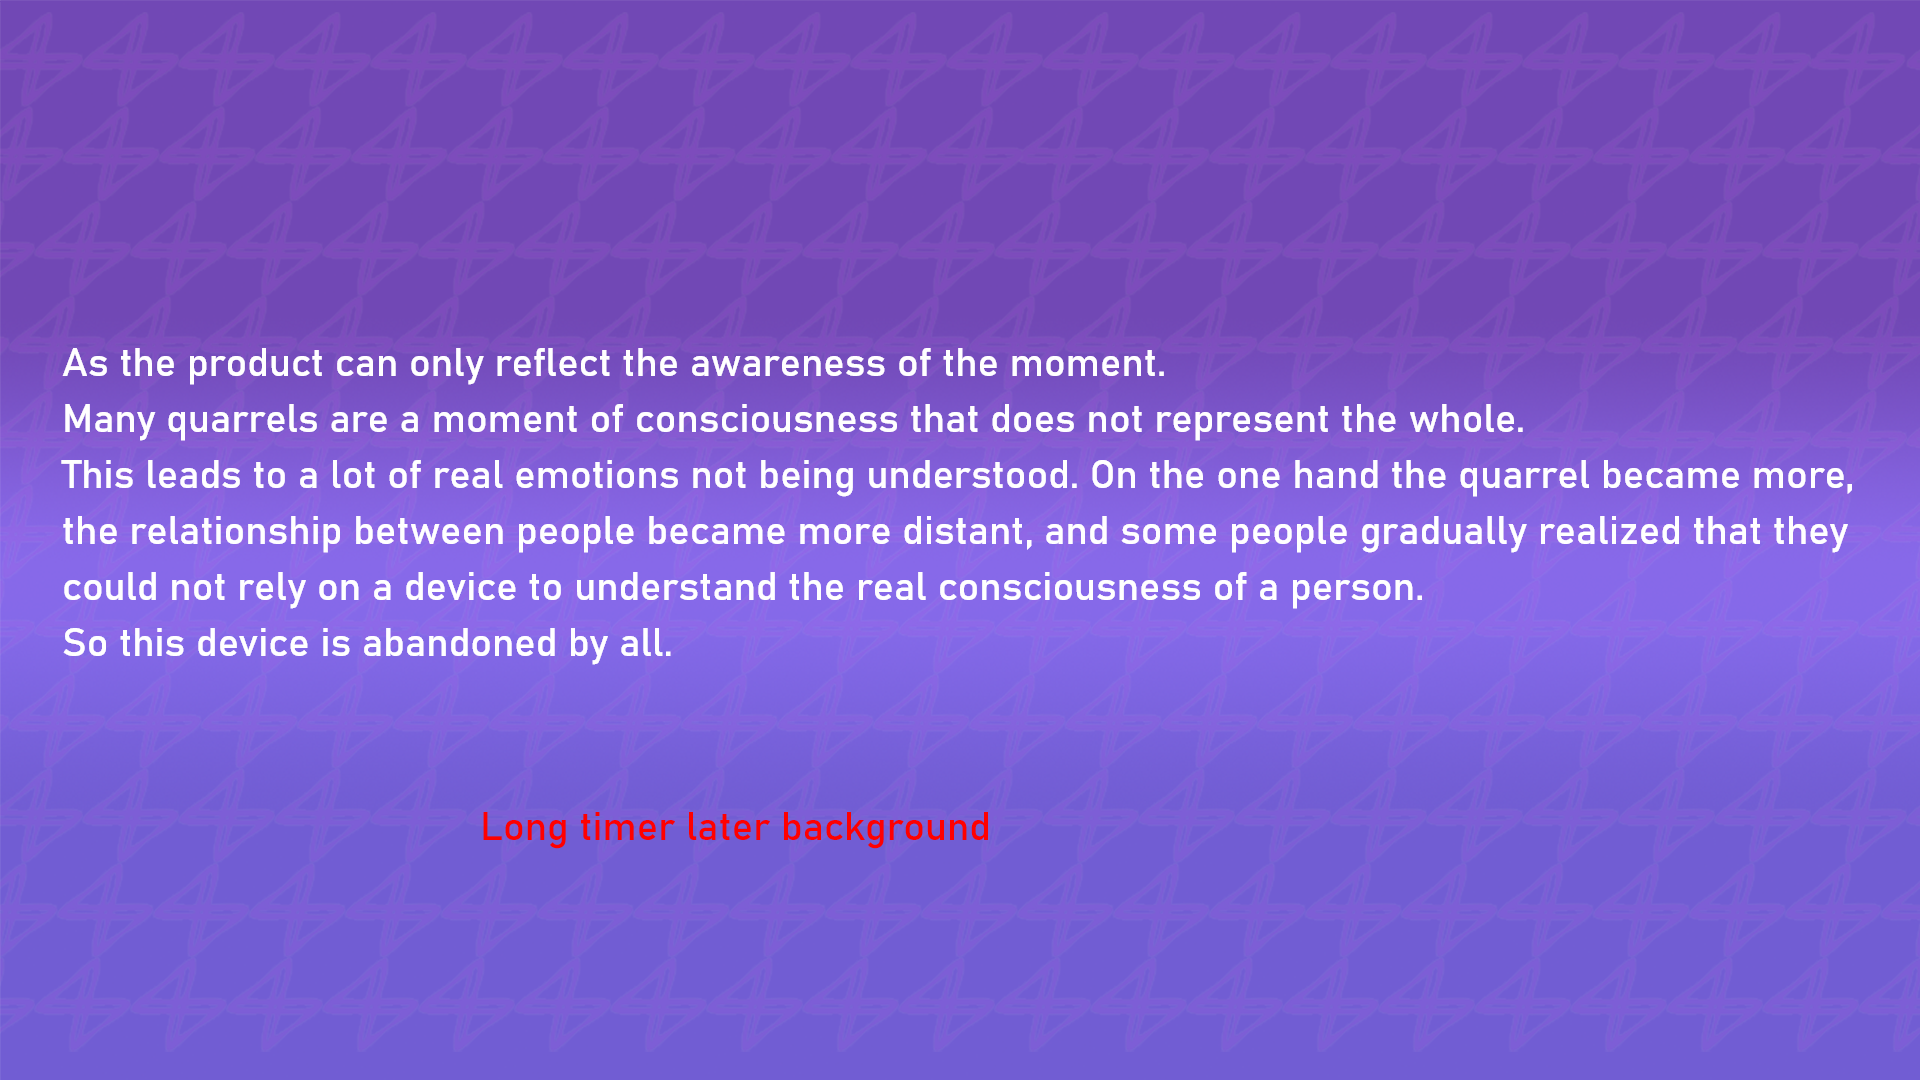 As the product can only reflect the awareness of the moment.
Many quarrels are a moment of consciousness that does not represent the whole.
This leads to a lot of real emotions not being understood. On the one hand the quarrel became more,
the relationship between people became more distant, and some people gradually realized that they
could not rely on a device to understand the real consciousness of a person.
So this device is abandoned by all.
Long timer later background